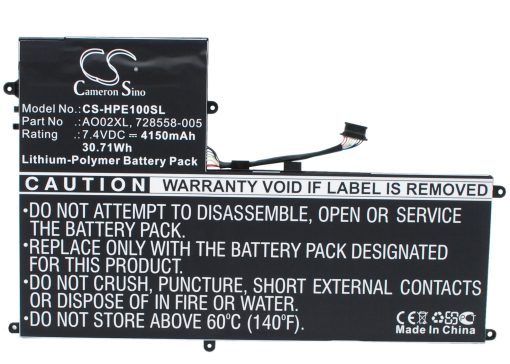 CS
Cameron Sino
Model No.: CS-HPE100SL
Part No : AO02XL, 728558-005
Rating: : 7.4VDC⎓ 4150mAh
30.71Wh
Lithium-Polymer Battery Pack
CAUTION WARRANTY VOID IF LABEL IS REMOVED
•DO NOT ATTEMPT TO DISASSEMBLE, OPEN OR SERVICE
THE BATTERY PACK.
•REPLACE ONLY WITH THE BATTERY PACK DESIGNATED
FOR THIS PRODUCT.
•DO NOT CRUSH, PUNCTURE, SHORT EXTERNAL CONTACTS
OR DISPOSE OF IN FIRE OR WATER.
•DO NOT STORE ABOVE 60°C (140°F).
CE
Made In China